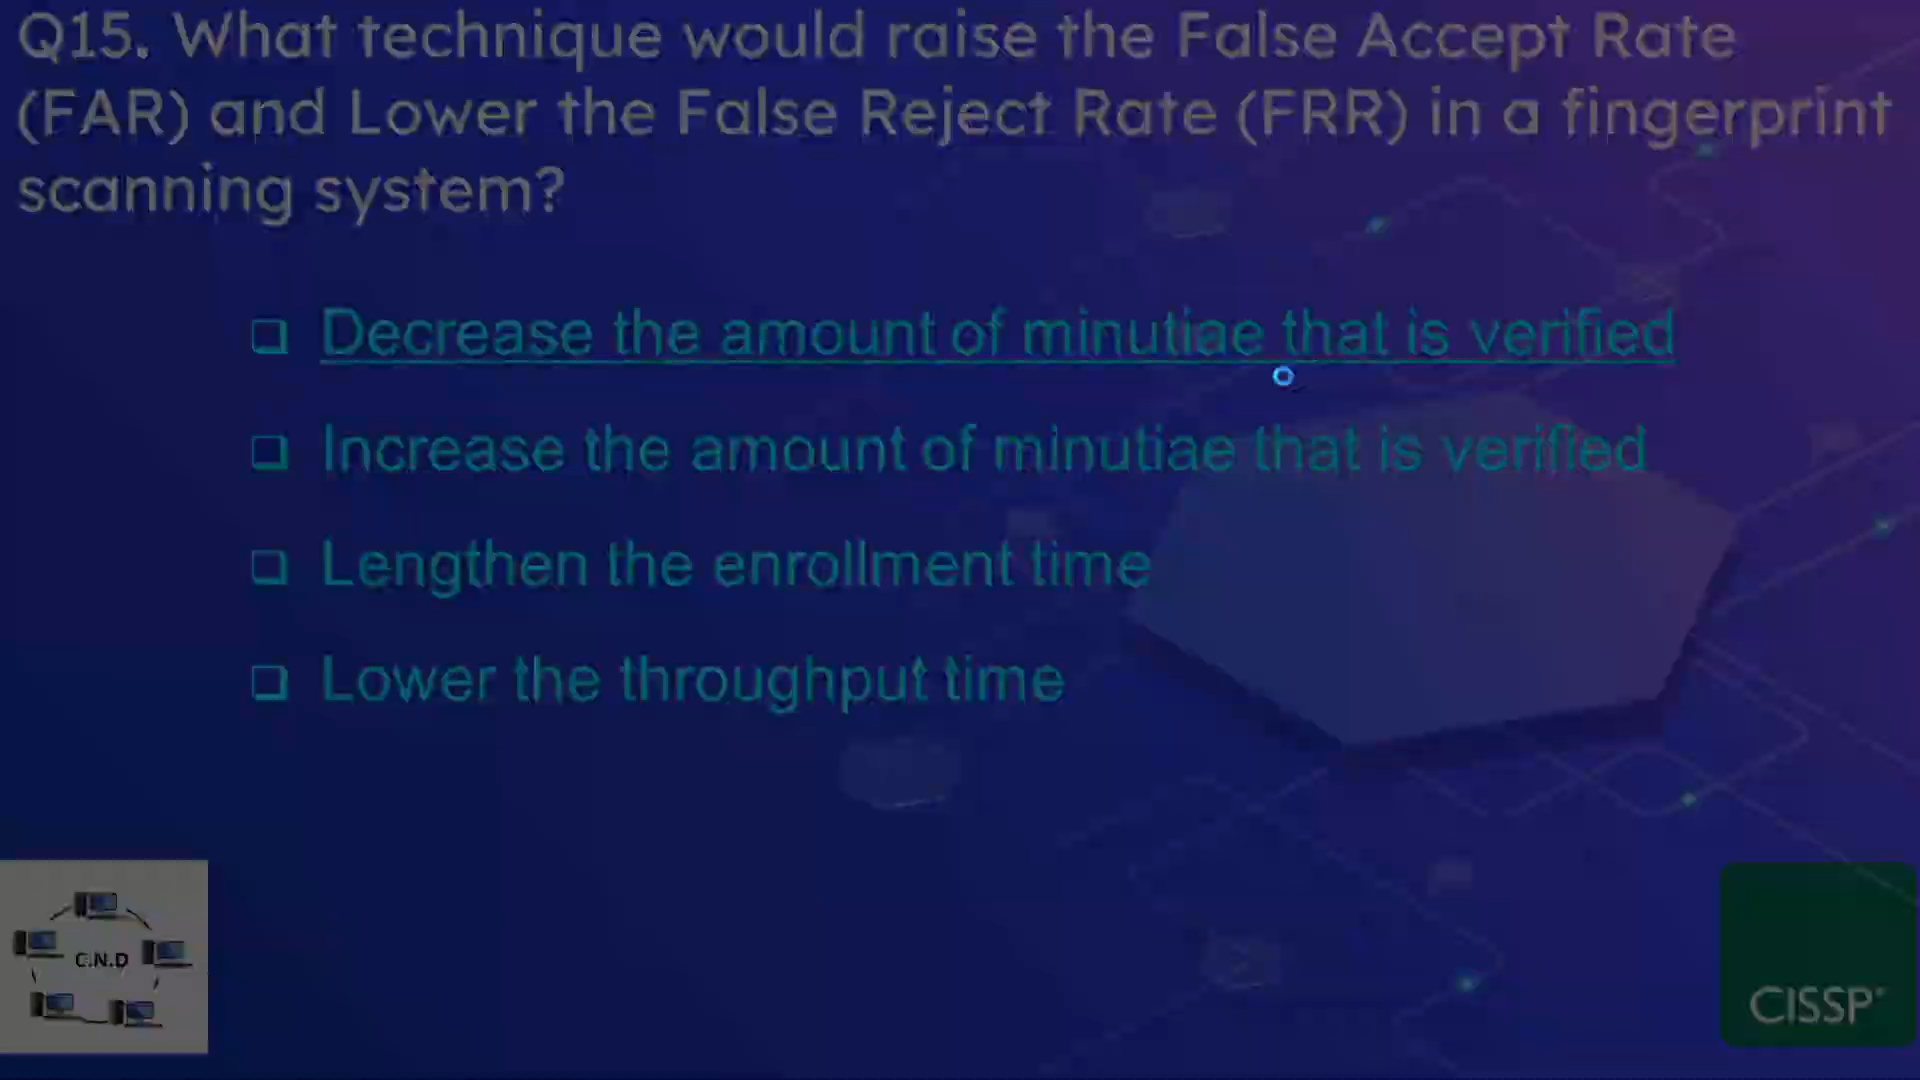 Q15. What technique would raise the False Accept Rate
(FAR) and Lower the False Reject Rate (FRR) in a fingerprint
scanning system?
Decrease the amount of minutiae that is verified
Increase the amount of minutiae that is verified
Lengthen the enrollment time
Lower the throughput time
C.N.D
CISSP®